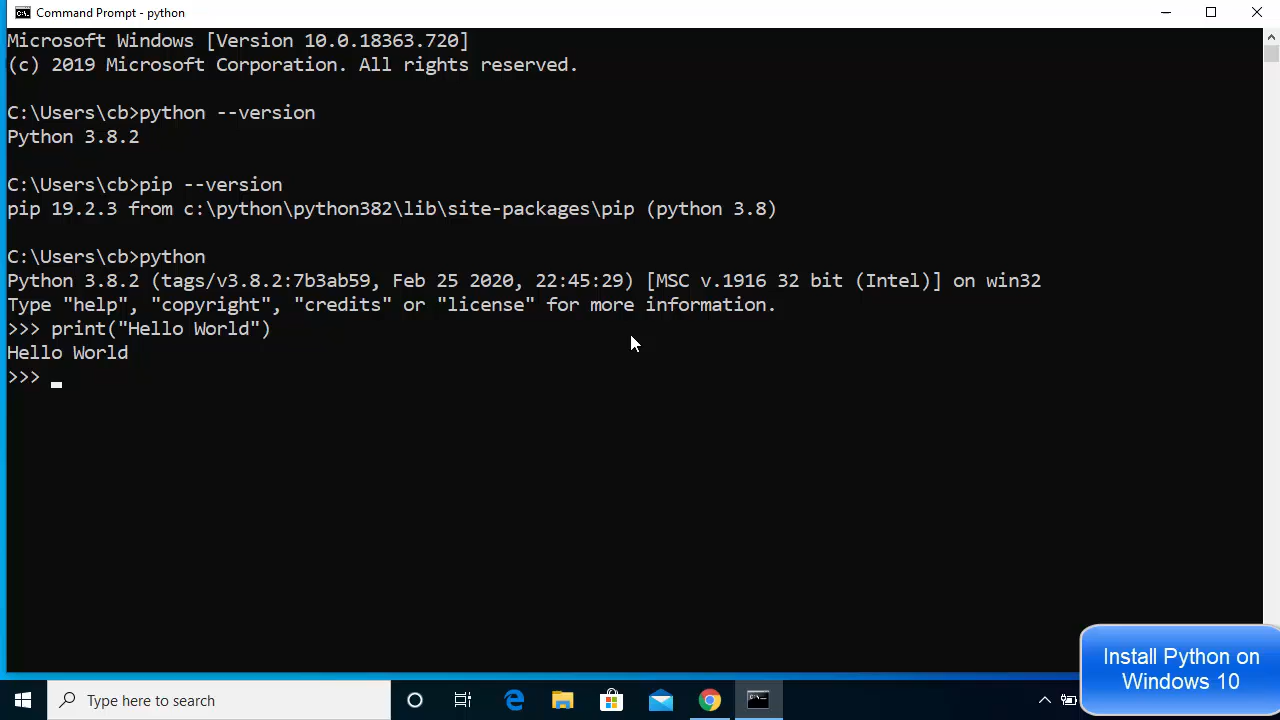 Command Prompt - python
Microsoft Windows [Version 10.0.18363.720]
(c) 2019 Microsoft Corporation. All rights reserved.
C:\Users\cb>python --version
Python 3.8.2
C:\Users\cb>pip --version
pip 19.2.3 from c:\python\python382\lib\site-packages\pip (python 3.8)
C:\Users\cb>python
Python 3.8.2 (tags/v3.8.2:7b3ab59, Feb 25 2020, 22:45:29) [MSC v.1916 32 bit (Intel)] on win32
Type "help", "copyright", "credits" or "license" for more information.
>>> print("Hello World")
Hello World
>>> _
Install Python on
Windows 10
Type here to search